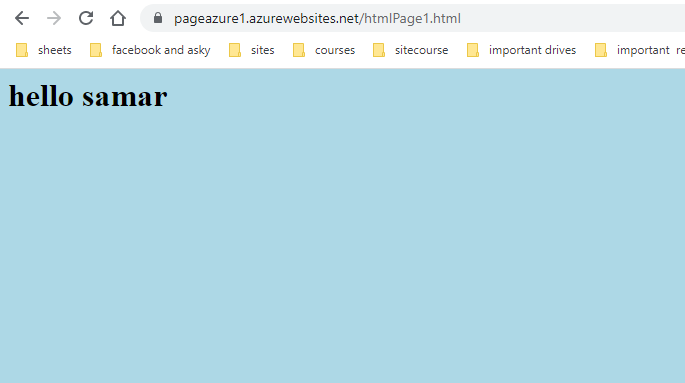 pageazure1.azurewebsites.net/htmlPage1.html
sheets facebook and asky sites courses sitecourse important drives important re
hello samar